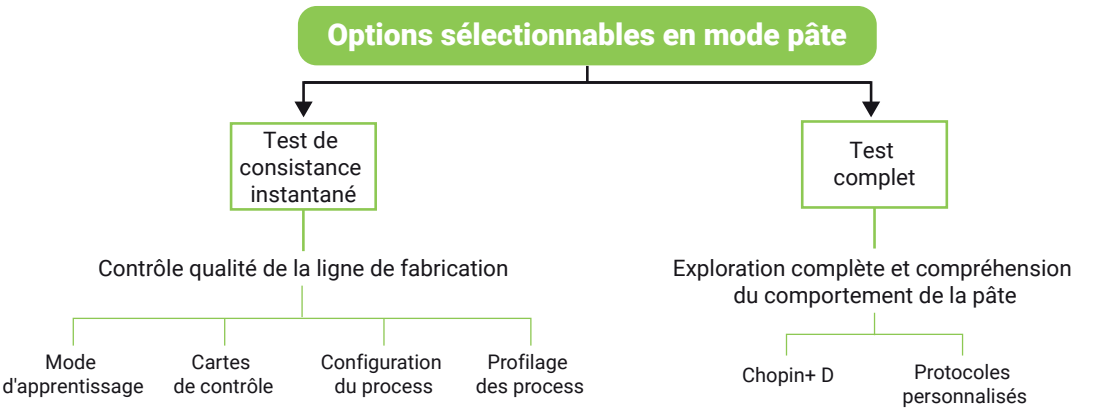 Options sélectionnables en mode pâte
Test de
consistance
instantané
Test
complet
Contrôle qualité de la ligne de fabrication
Exploration complète et compréhension
du comportement de la pâte
Mode
d'apprentissage
Cartes
de contrôle
Configuration
du process
Profilage
des process
Chopin+ D
Protocoles
personnalisés